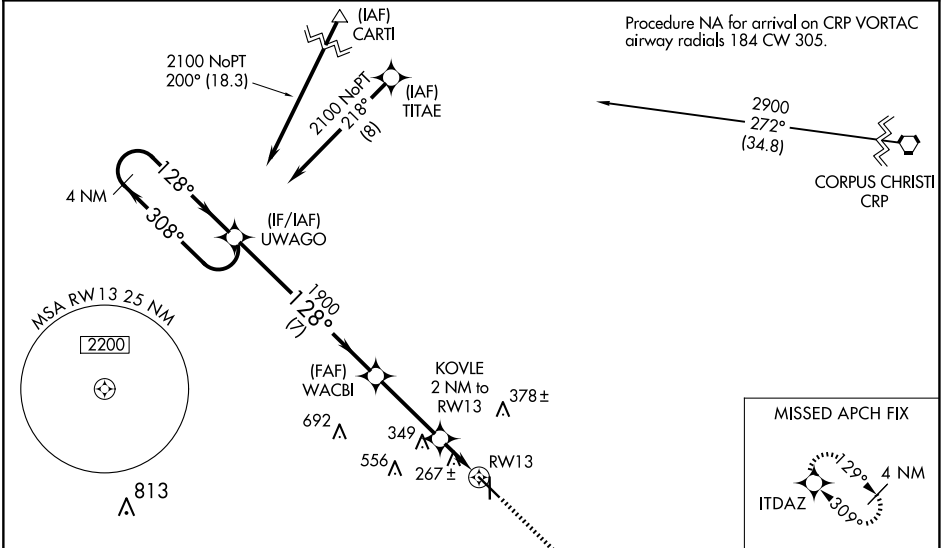 (IAF)
CARTI
Procedure NA for arrival on CRP VORTAC
airway radials 184 CW 305.
2100 NoPT
200° (18.3)
2100 NoPT
218°
(8)
(IAF)
TITAE
2900
272°
(34.8)
CORPUS CHRISTI
CRP
128°
4 NM
308°
(IF/IAF)
UWAGO
1900
128°
(7)
MSA RW13 25 NM
2200
(FAF)
WACBI
KOVLE
2 NM to
RW13
378±
692
349
556
267±
RW13
813
MISSED APCH FIX
129°
4 NM
ITDAZ
309°